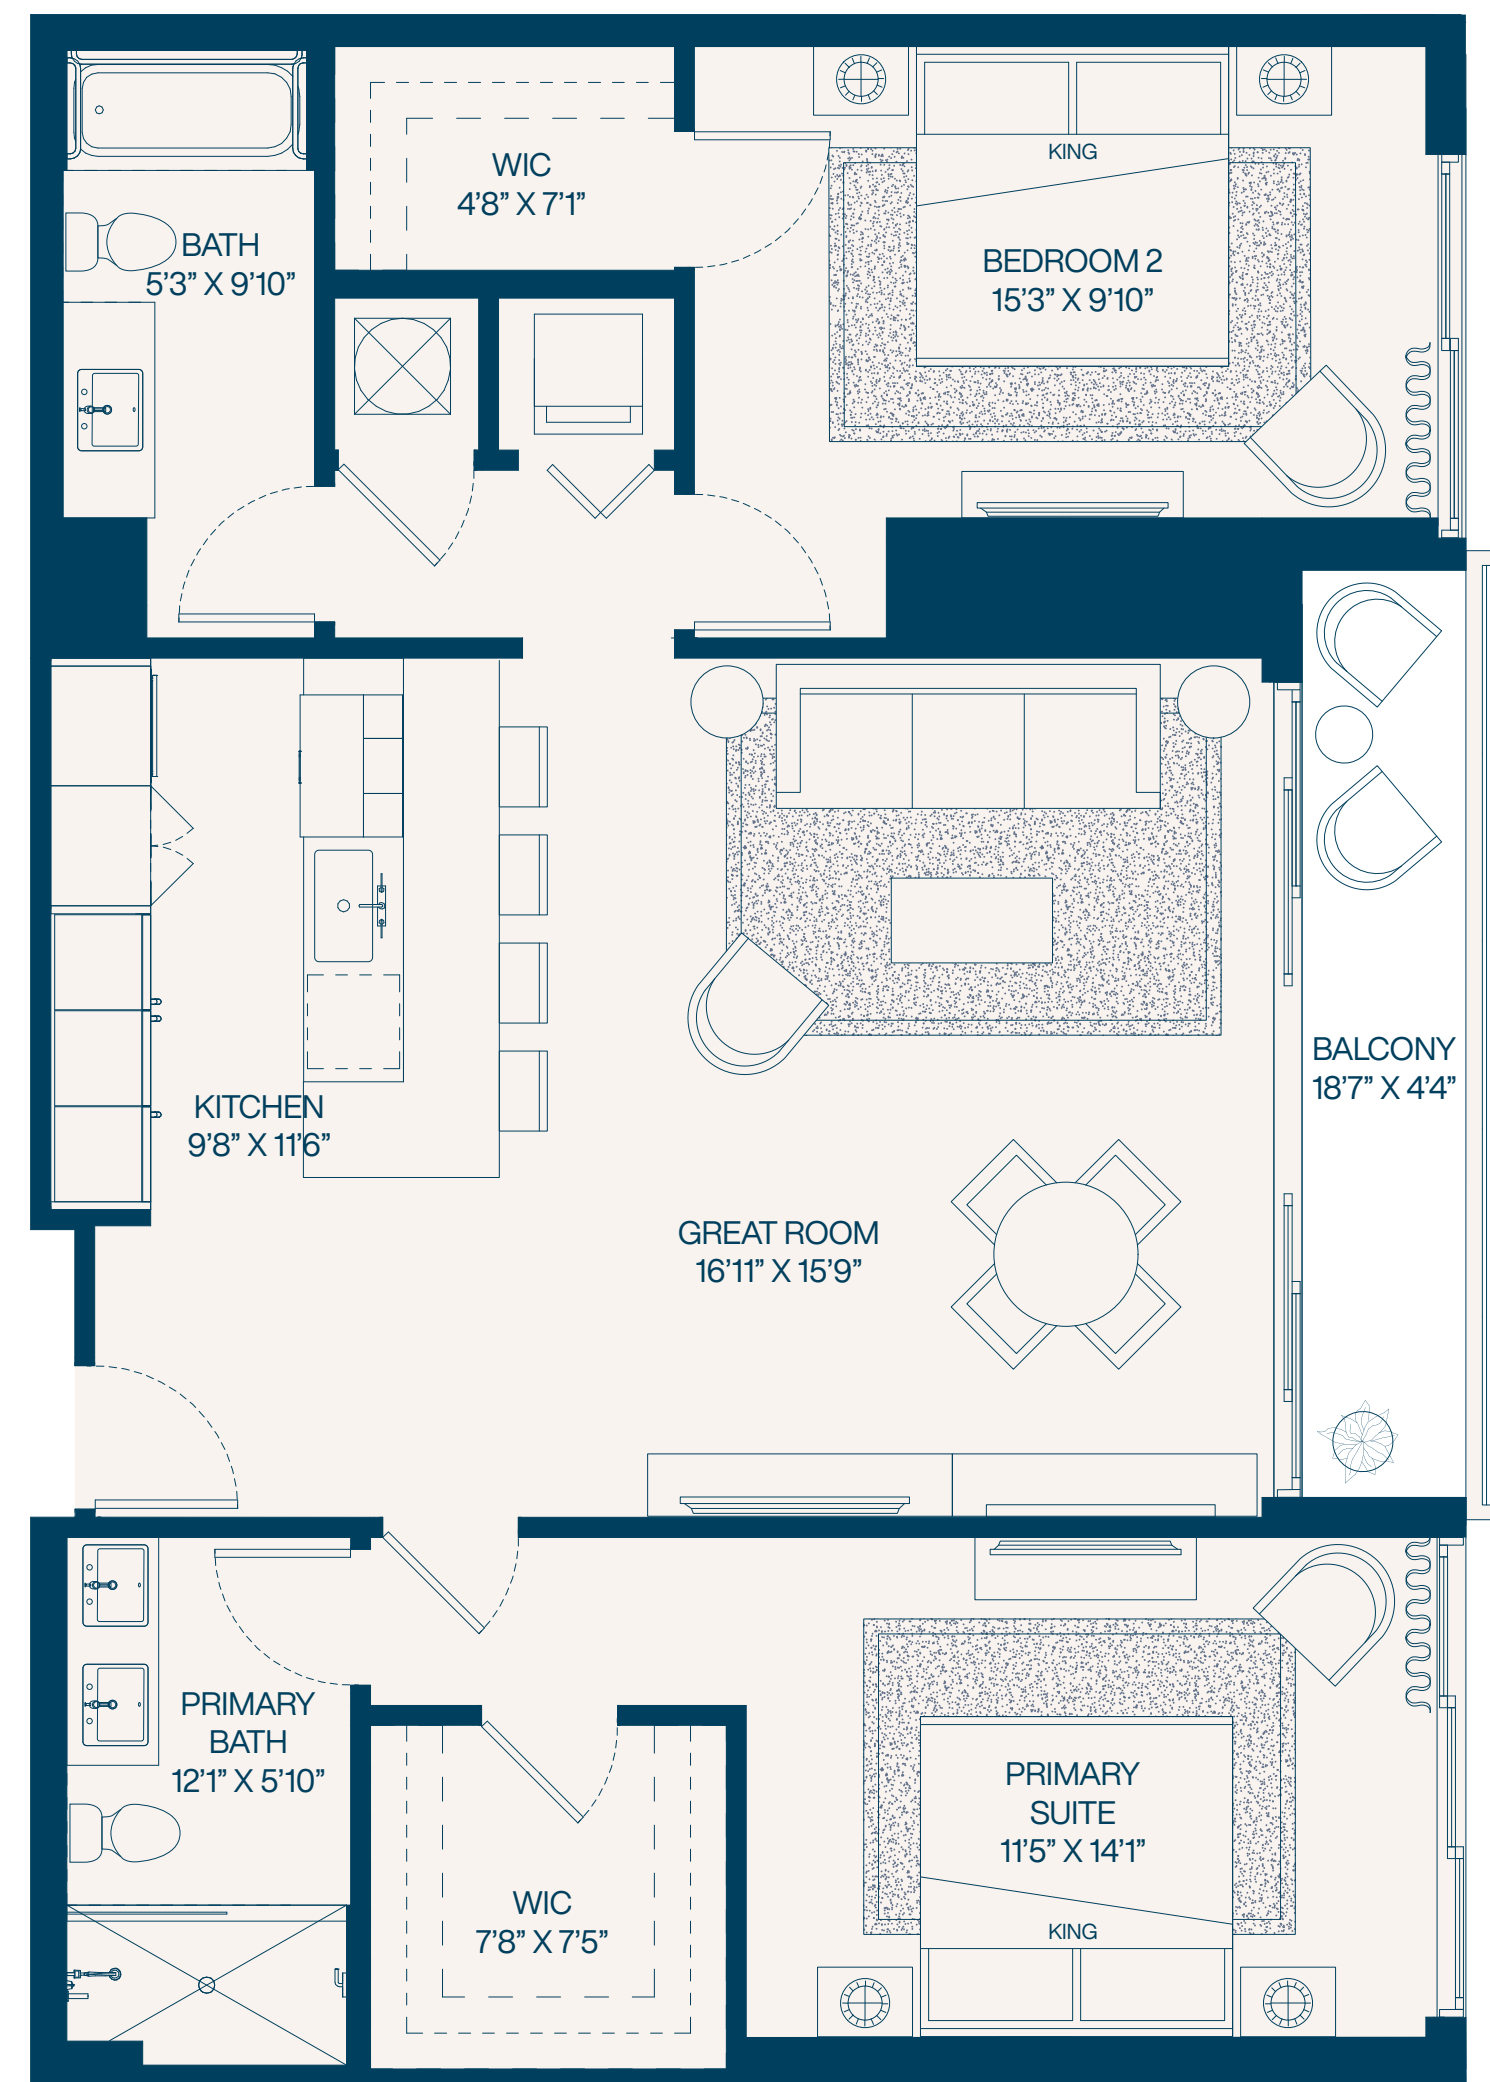 WIC
4’8” X 7’1”
KING
BATH
5’3” X 9’10”
BEDROOM 2
15’3” X 9’10”
BALCONY
18’7” X 4’4”
KITCHEN
9’8” X 11’6”
GREAT ROOM
16’11” X 15’9”
PRIMARY
BATH
12’1” X 5’10”
PRIMARY
SUITE
11’5” X 14’1”
WIC
7’8” X 7’5”
KING